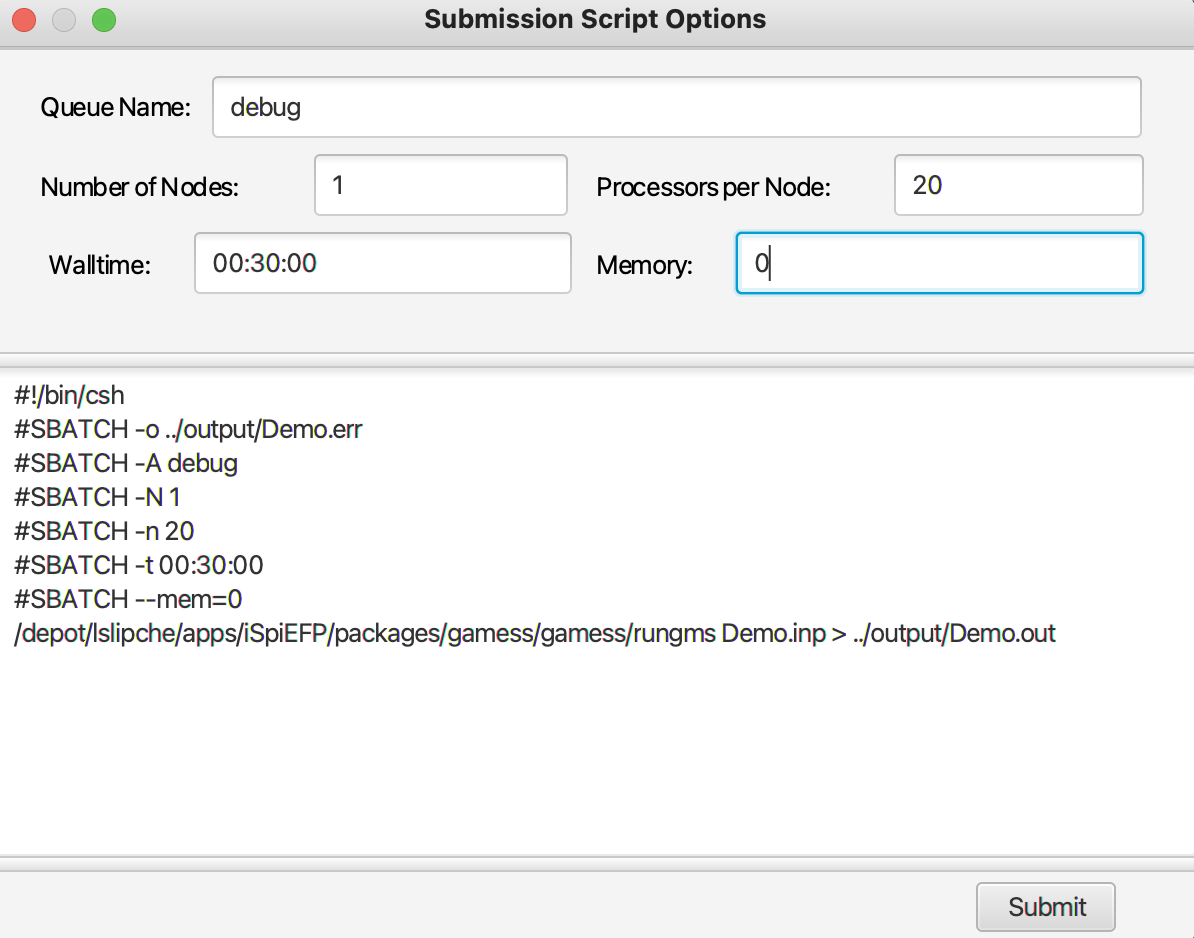 Submission Script Options
Queue Name: debug
Number of Nodes: 1 Processors per Node: 20
Walltime: 00:30:00 Memory: 0
#!/bin/csh
#SBATCH -o ../output/Demo.err
#SBATCH -A debug
#SBATCH -N 1
#SBATCH -n 20
#SBATCH -t 00:30:00
#SBATCH --mem=0
/depot/lslipche/apps/iSpiEFP/packages/gamess/gamess/rungms Demo.inp > ../output/Demo.out
Submit